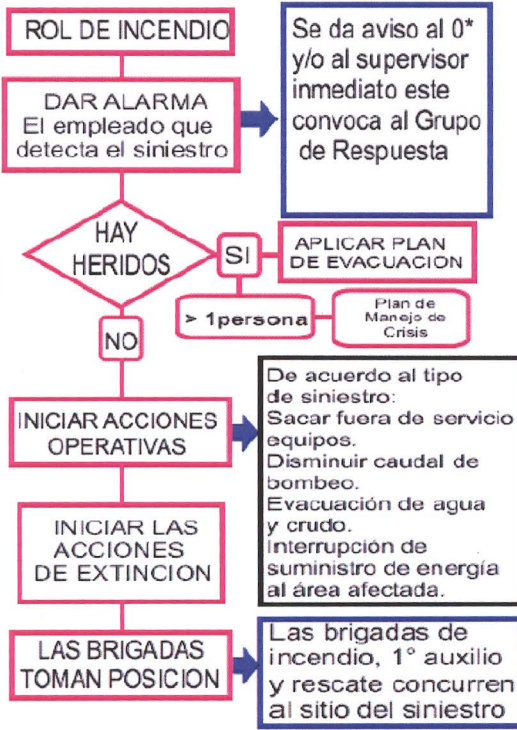 ROL DE INCENDIO
DAR ALARMA
El empleado que
detecta el siniestro
Se da aviso al 0*
y/o al supervisor
inmediato este
convoca al Grupo
de Respuesta
HAY
HERIDOS
SI
APLICAR PLAN
DE EVACUACION
> 1persona
Plan de
Manejo de
Crisis
NO
INICIAR ACCIONES
OPERATIVAS
De acuerdo al tipo
de siniestro:
Sacar fuera de servicio
equipos.
Disminuir caudal de
bombeo.
Evacuación de agua
y crudo.
Interrupción de
suministro de energía
al área afectada.
INICIAR LAS
ACCIONES
DE EXTINCION
LAS BRIGADAS
TOMAN POSICION
Las brigadas de
incendio, 1° auxilio
y rescate concurren
al sitio del siniestro